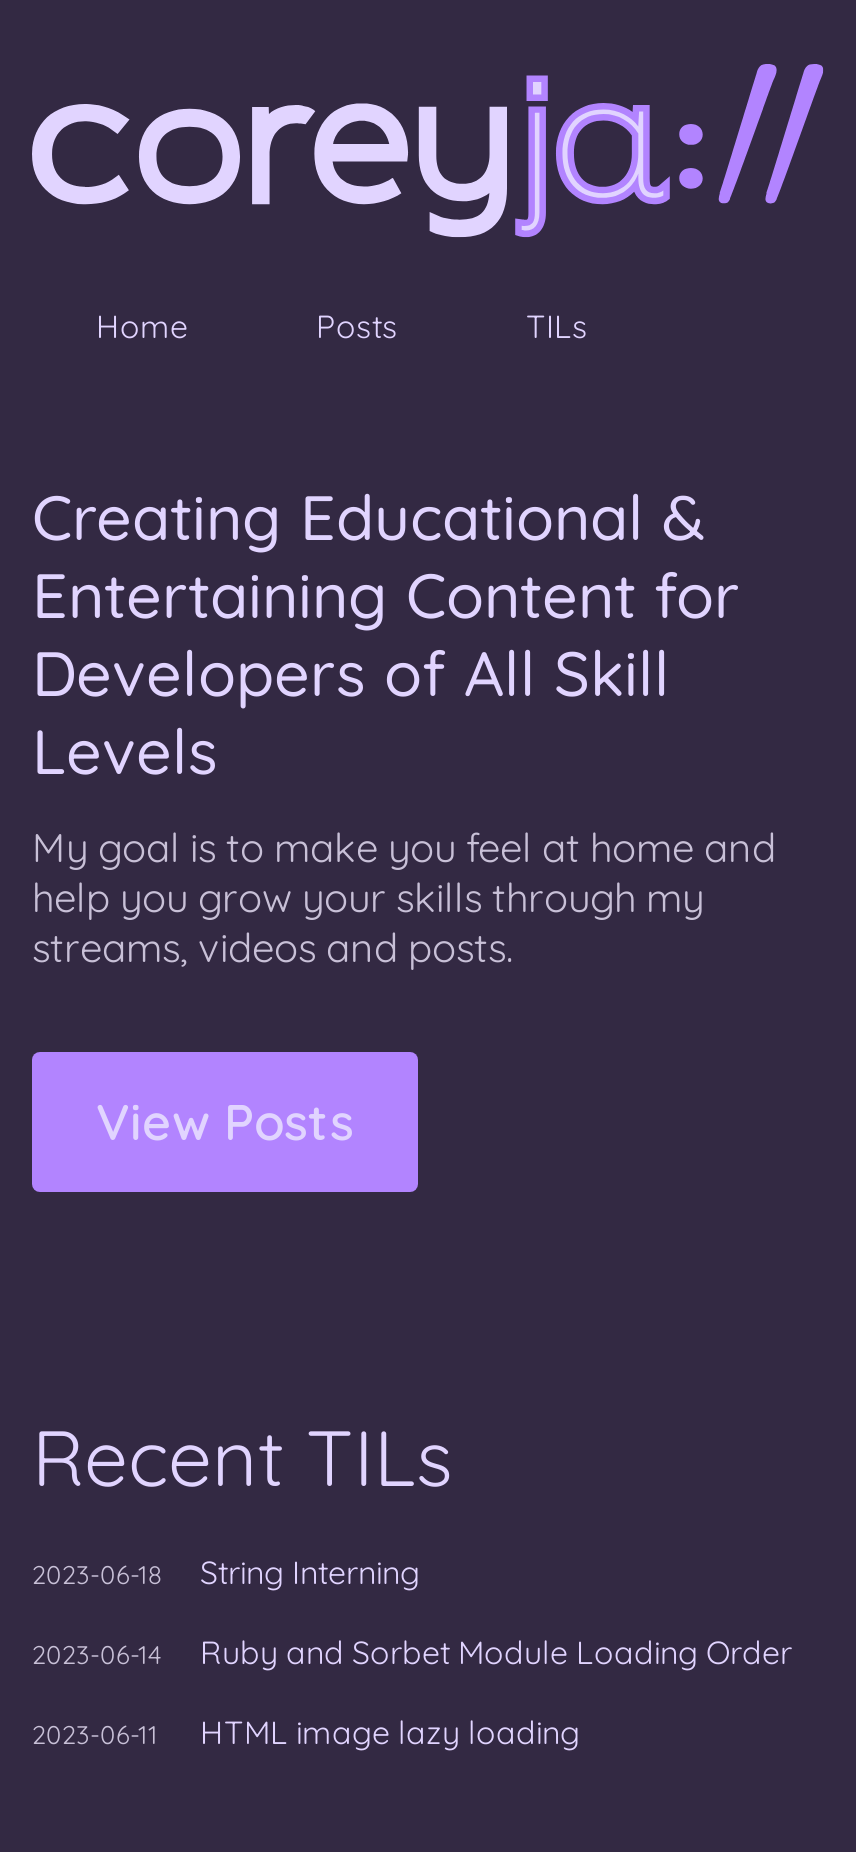 coreyja://
Home Posts TILs
Creating Educational &
Entertaining Content for
Developers of All Skill
Levels
My goal is to make you feel at home and
help you grow your skills through my
streams, videos and posts.
View Posts
Recent TILs
2023-06-18 String Interning
2023-06-14 Ruby and Sorbet Module Loading Order
2023-06-11 HTML image lazy loading